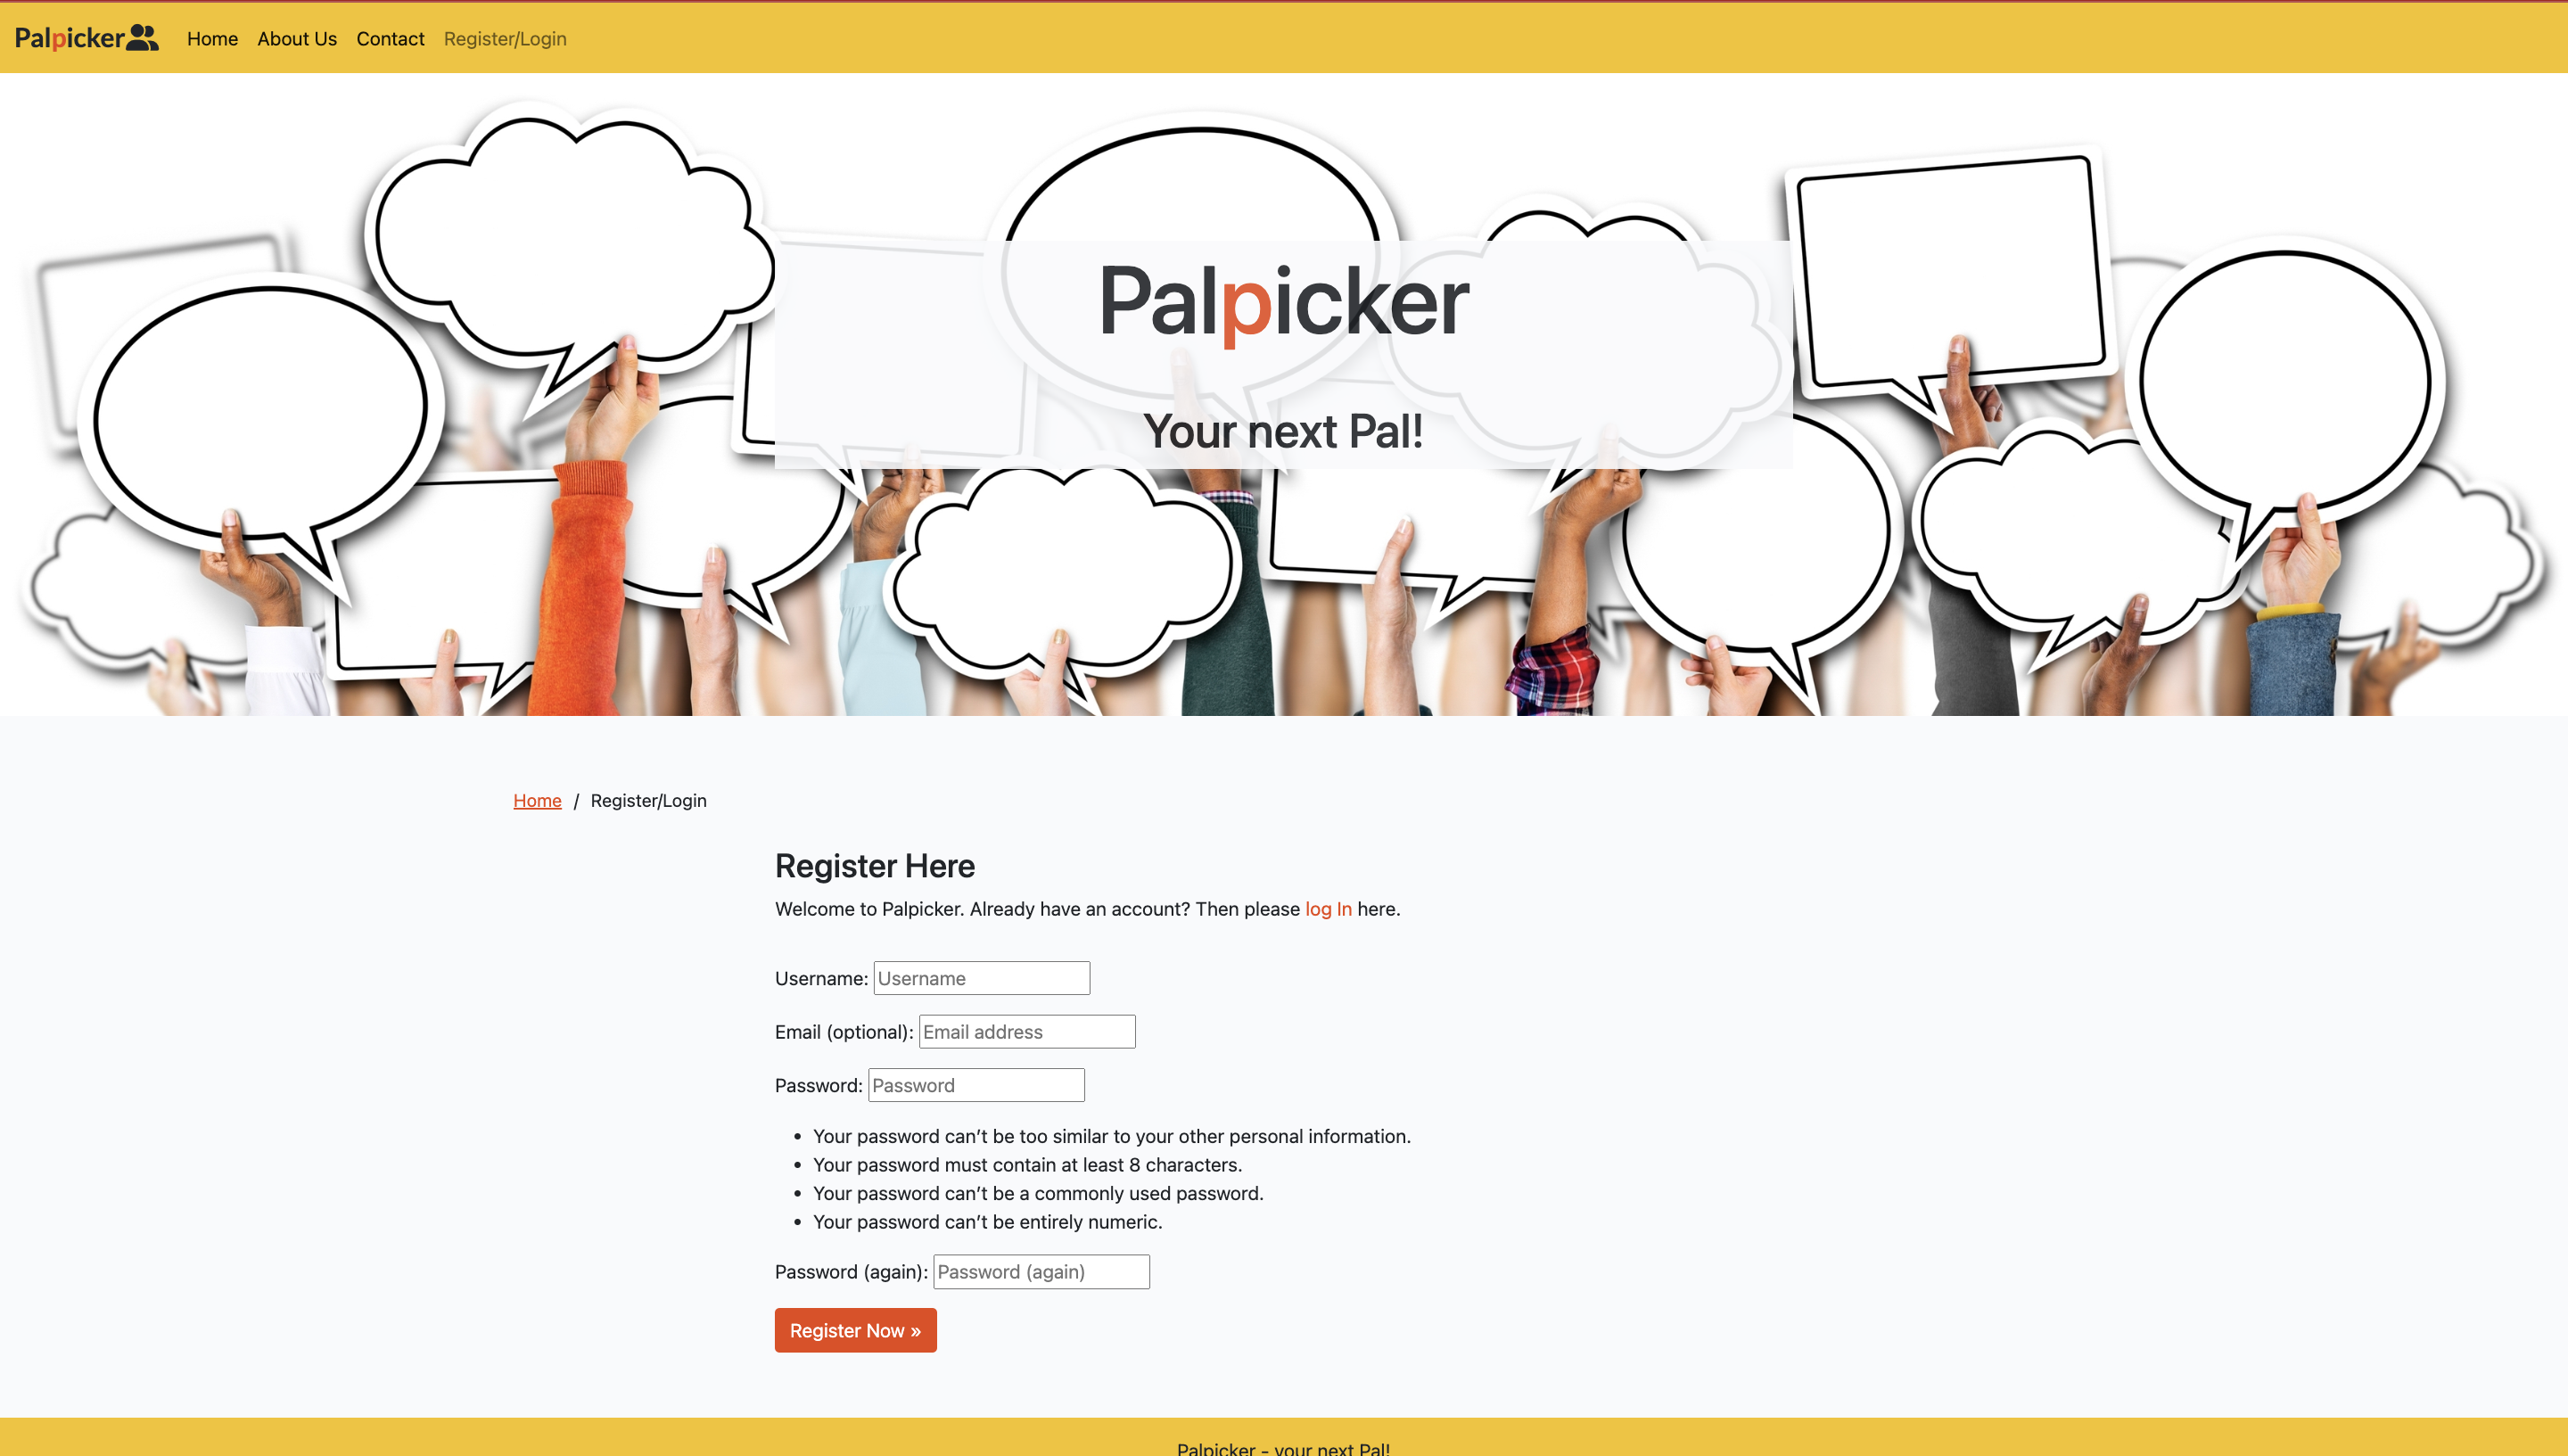 Palpicker Home About Us Contact Register/Login
Palpicker
Your next Pal!
Home / Register/Login
Register Here
Welcome to Palpicker. Already have an account? Then please log In here.
Username: Username
Email (optional): Email address
Password: Password
• Your password can’t be too similar to your other personal information.
• Your password must contain at least 8 characters.
• Your password can’t be a commonly used password.
• Your password can’t be entirely numeric.
Password (again): Password (again)
Register Now »
Palpicker - your next Pal!